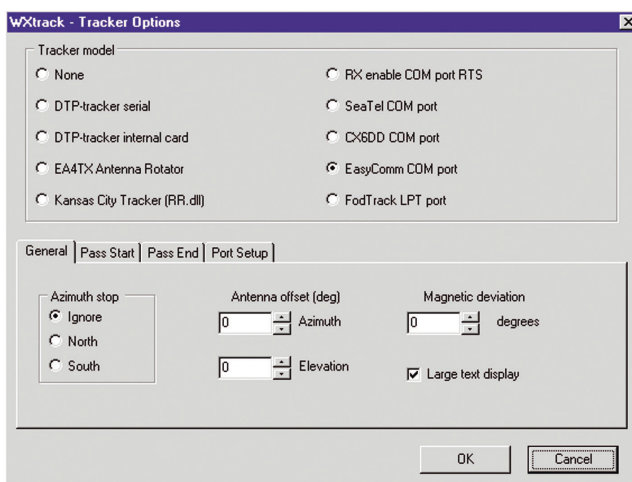 WXtrack - Tracker Options
Tracker model
None
DTP-tracker serial
DTP-tracker internal card
EA4TX Antenna Rotator
Kansas City Tracker (RR.dll)
RX enable COM port RTS
SeaTel COM port
CX6DD COM port
EasyComm COM port
FodTrack LPT port
General Pass Start Pass End Port Setup
Azimuth stop
Ignore
North
South
Antenna offset (deg)
0 Azimuth
0 Elevation
Magnetic deviation
0 degrees
Large text display
OK Cancel